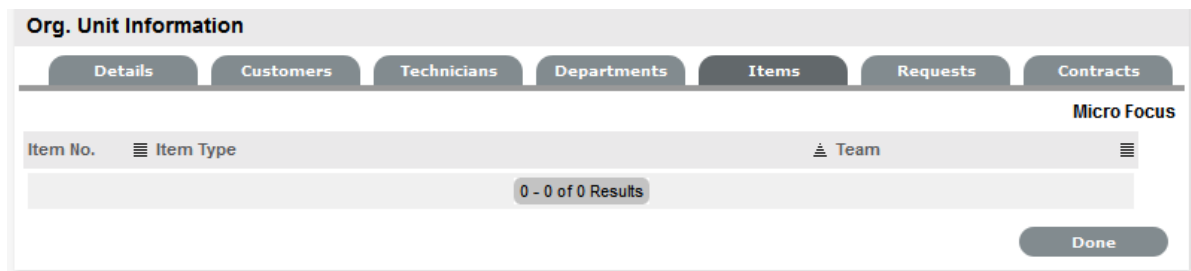 Org. Unit Information
Details Customers Technicians Departments Items Requests Contracts
Micro Focus
Item No. Item Type Team
0 - 0 of 0 Results
Done